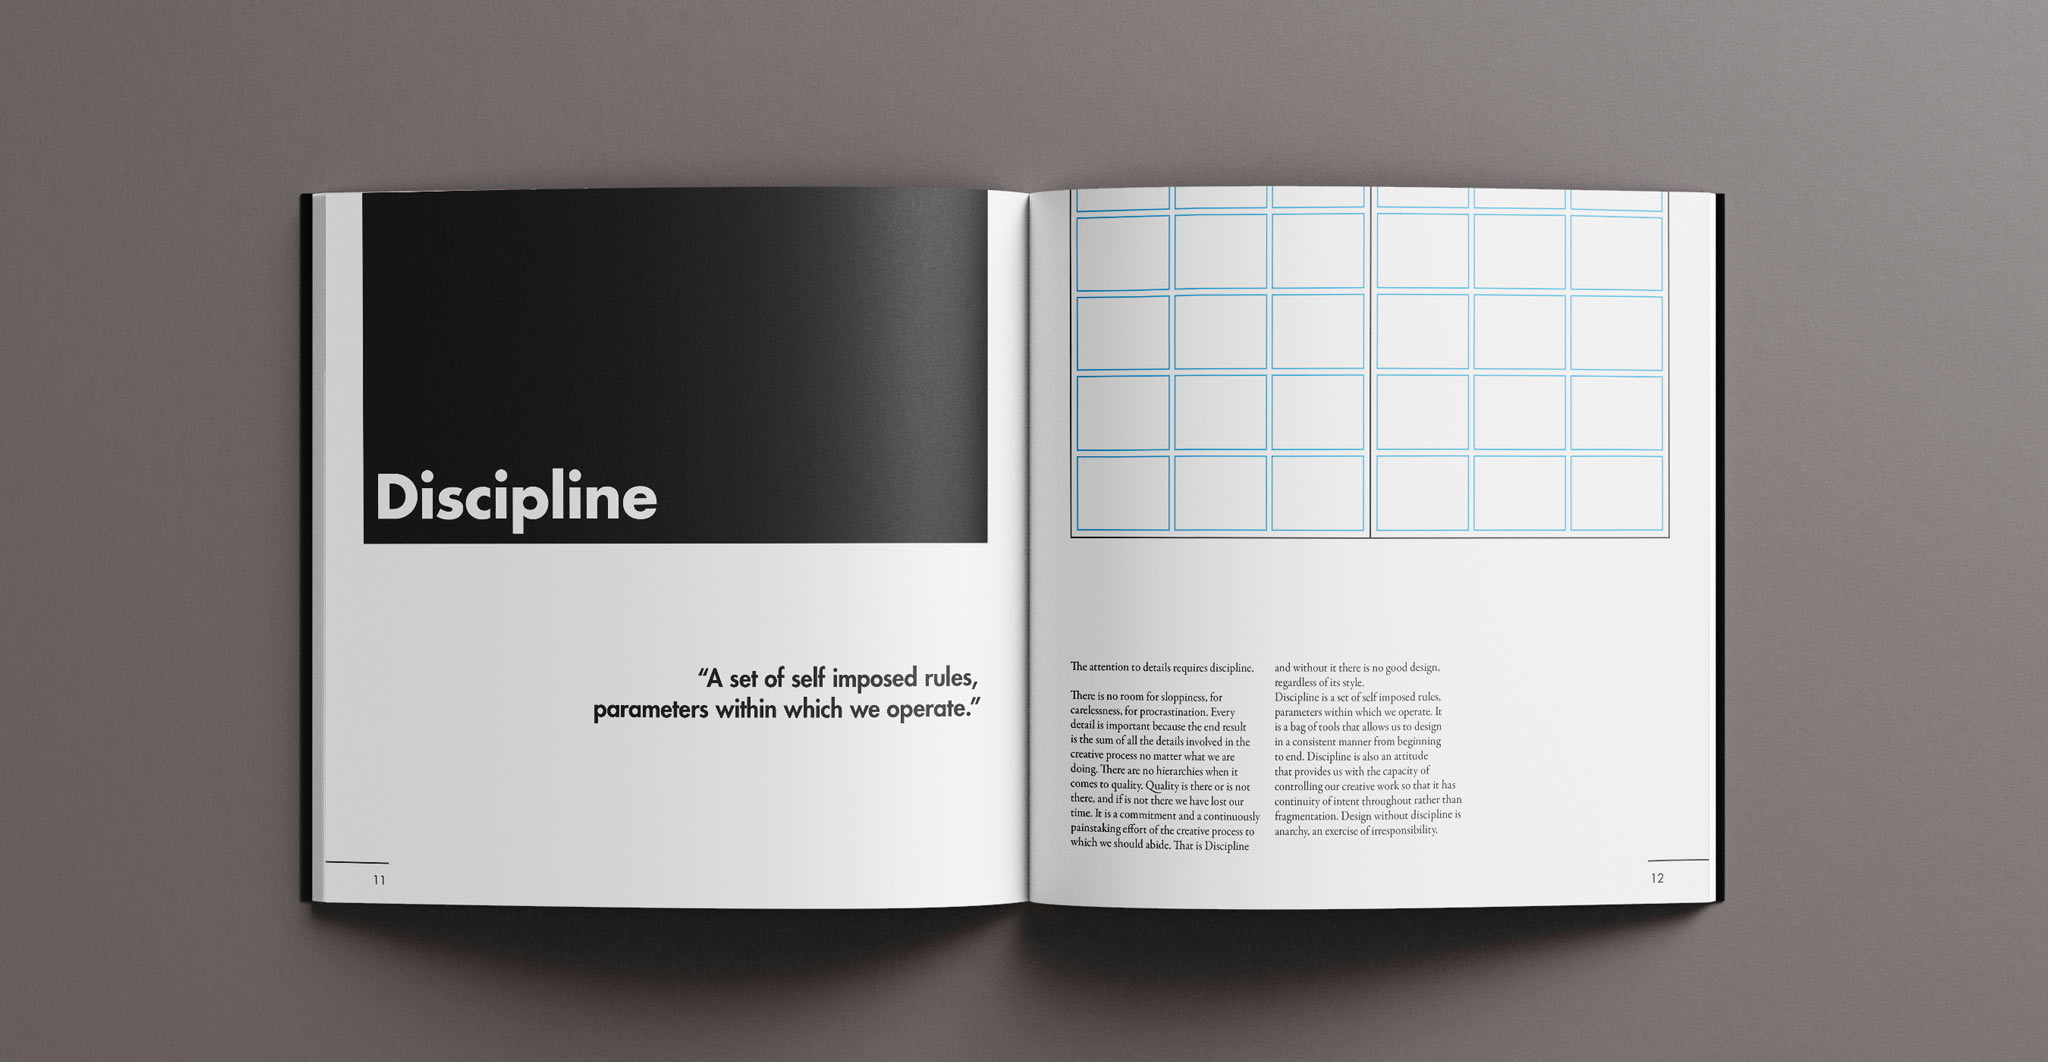 Discipline
“A set of self imposed rules,
parameters within which we operate.”
11
The attention to details requires discipline.
There is no room for sloppiness, for
carelessness, for procrastination. Every
detail is important because the end result
is the sum of all the details involved in the
creative process no matter what we are
doing. There are no hierarchies when it
comes to quality. Quality is there or is not
there, and if is not there we have lost our
time. It is a commitment and a continuously
painstaking effort of the creative process to
which we should abide. That is Discipline
and without it there is no good design,
regardless of its style.
Discipline is a set of self imposed rules,
parameters within which we operate. It
is a bag of tools that allows us to design
in a consistent manner from beginning
to end. Discipline is also an attitude
that provides us with the capacity of
controlling our creative work so that it has
continuity of intent throughout rather than
fragmentation. Design without discipline is
anarchy, an exercise of irresponsibility.
12